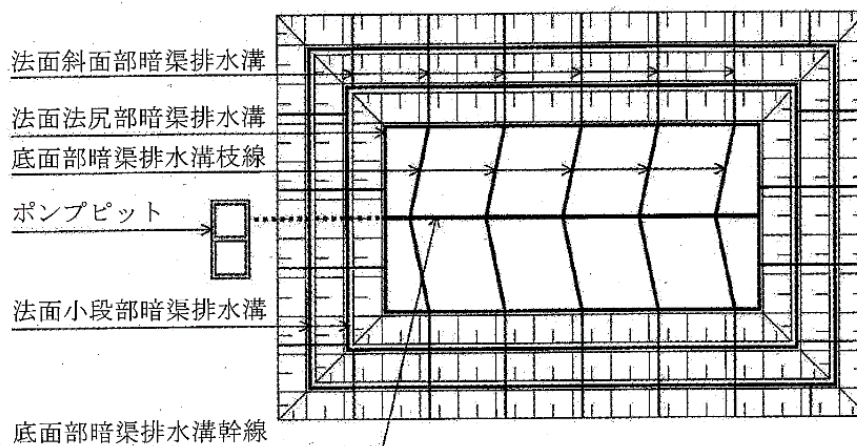 法面斜面部暗渠排水溝
法面法尻部暗渠排水溝
底面部暗渠排水溝枝線
ポンプピット
法面小段部暗渠排水溝
底面部暗渠排水溝幹線